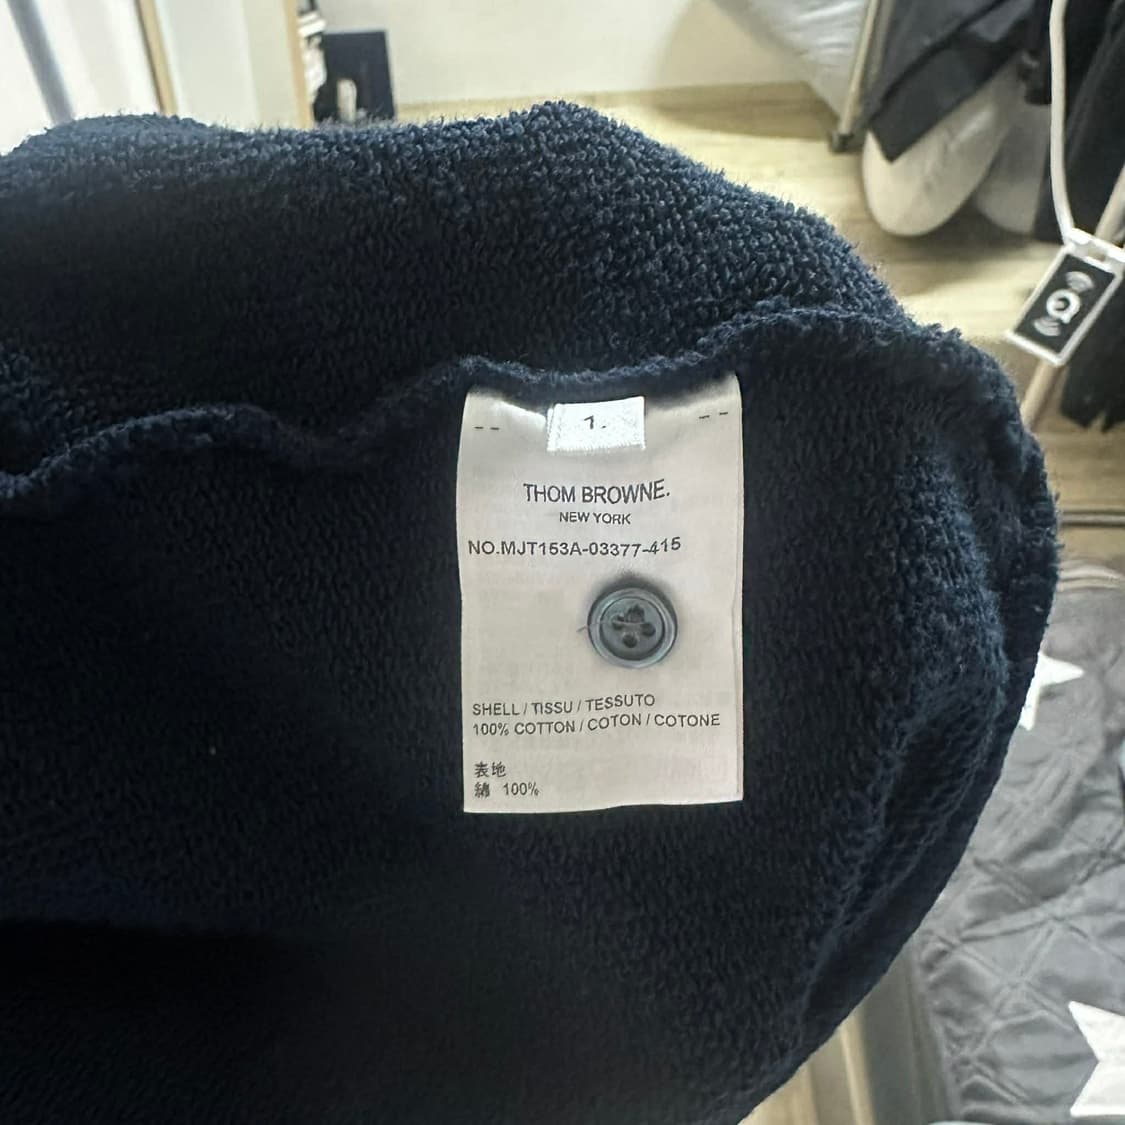 1.
THOM BROWNE.
NEW YORK
NO.MJT153A-03377-415
SHELL / TISSU / TESSUTO
100% COTTON / COTON / COTONE
表地
綿 100%